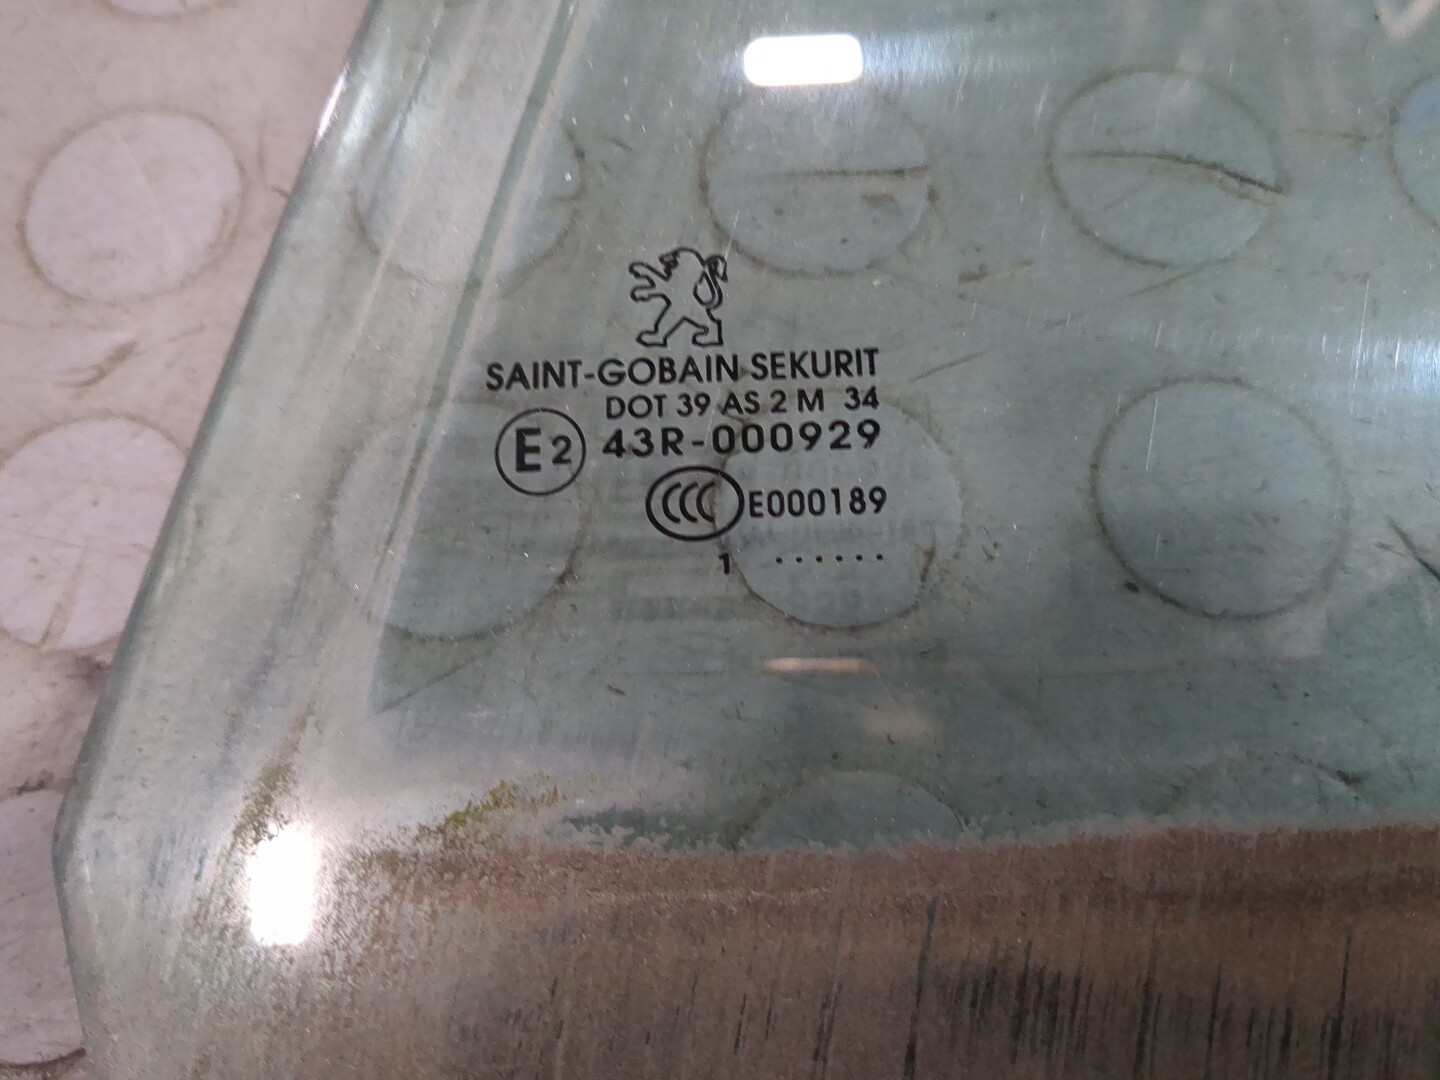 SAINT-GOBAIN SEKURIT
DOT 39 AS 2 M 34
E2 43R-000929
CCC E000189
1 ......